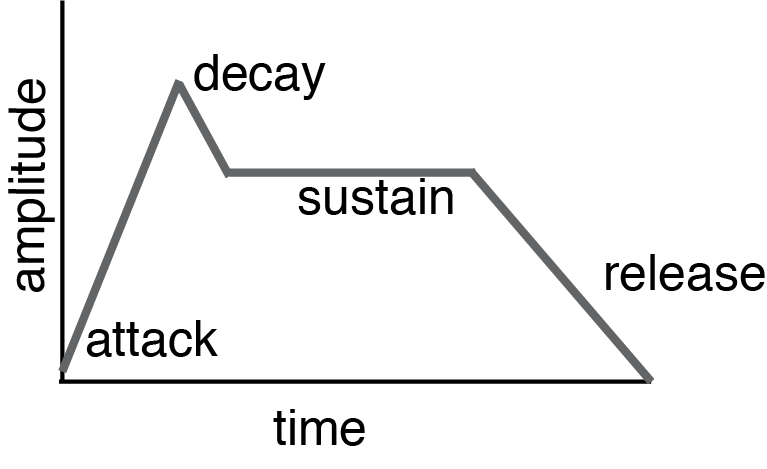 decay
amplitude
sustain
release
attack
time